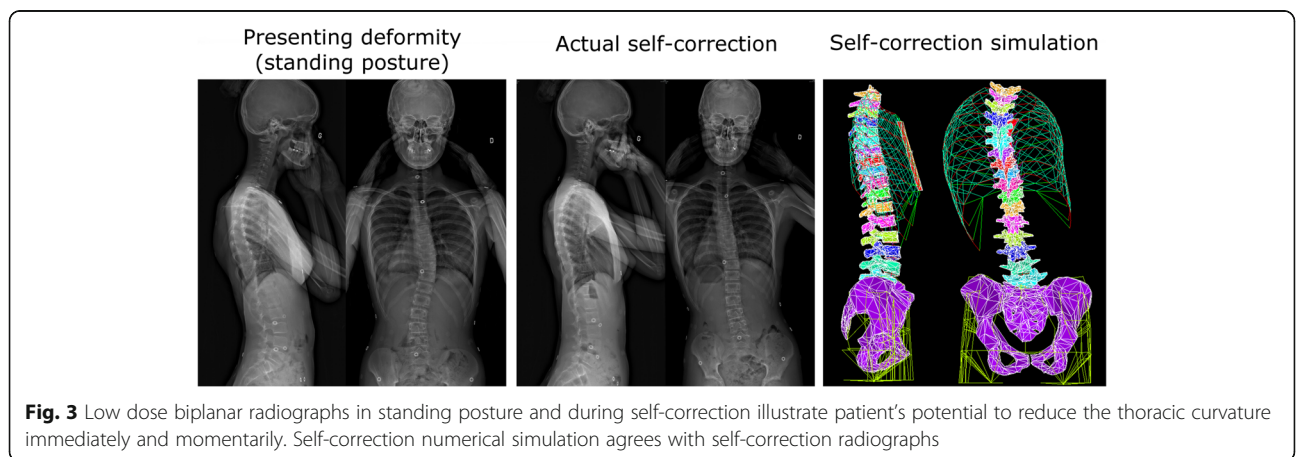 Presenting deformity
(standing posture)
Actual self-correction
Self-correction simulation
Fig. 3 Low dose biplanar radiographs in standing posture and during self-correction illustrate patient's potential to reduce the thoracic curvature
immediately and momentarily. Self-correction numerical simulation agrees with self-correction radiographs